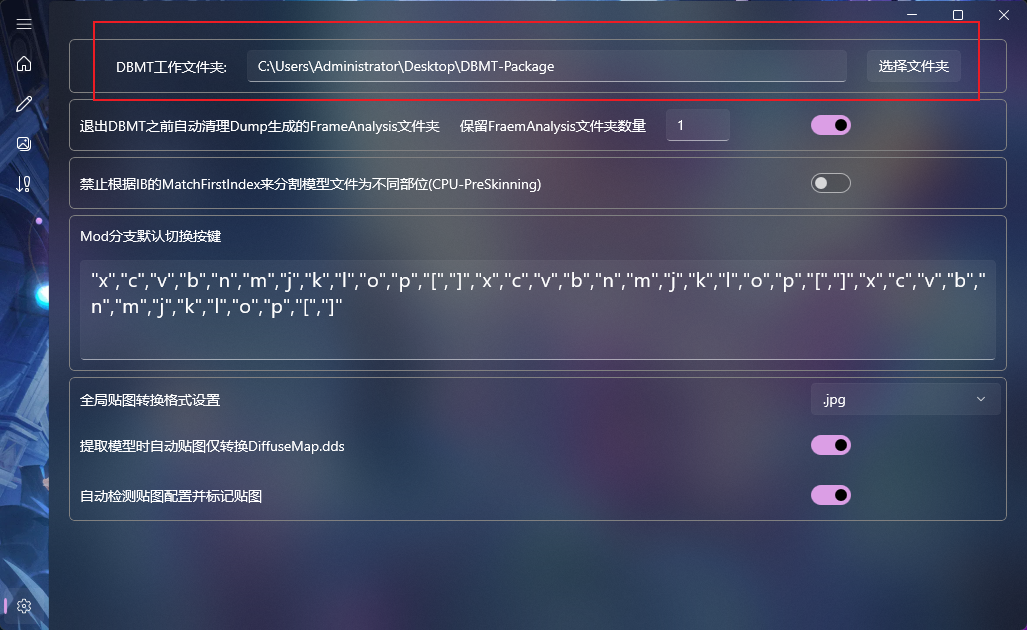 DBMT工作文件夹: C:\Users\Administrator\Desktop\DBMT-Package 选择文件夹
退出DBMT之前自动清理Dump生成的FrameAnalysis文件夹 保留FraemAnalysis文件夹数量 1
禁止根据IB的MatchFirstIndex来分割模型文件为不同部位(CPU-PreSkinning)
Mod分支默认切换按键
"x","c","v","b","n","m","j","k","l","o","p","[","]","x","c","v","b","n","m","j","k","l","o","p","[","]","x","c","v","b","
n","m","j","k","l","o","p","[","]"
全局贴图转换格式设置 .jpg
提取模型时自动贴图仅转换DiffuseMap.dds
自动检测贴图配置并标记贴图